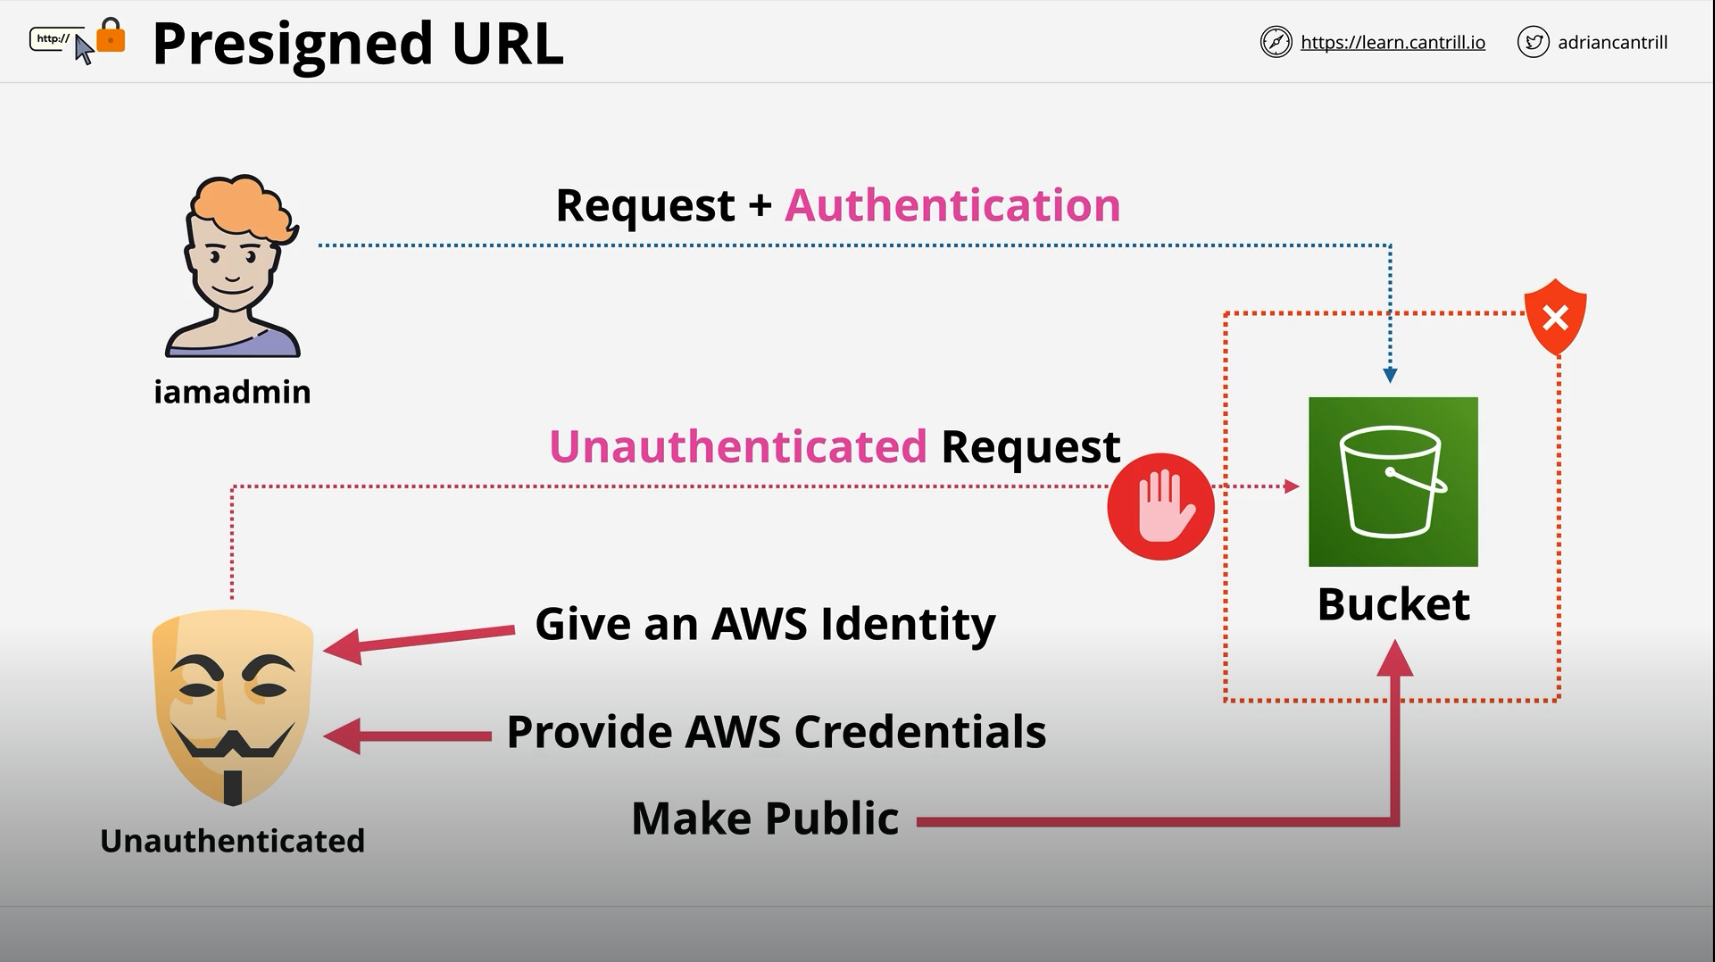 http://
Presigned URL
https://learn.cantrill.io
adriancantrill
Request + Authentication
iamadmin
Unauthenticated Request
Bucket
Give an AWS Identity
Provide AWS Credentials
Make Public
Unauthenticated